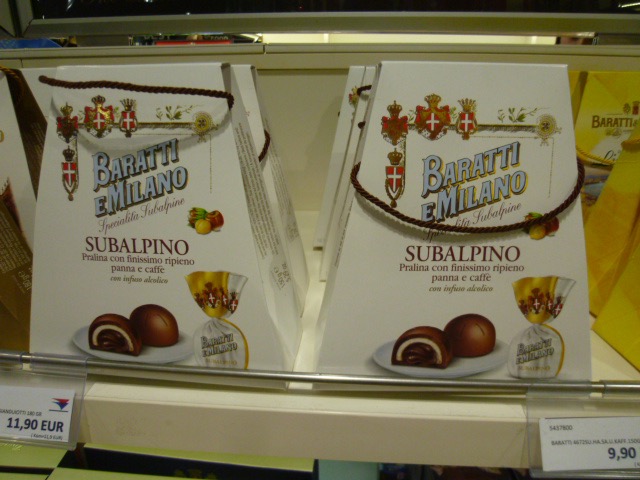 BARATTI
E MILANO
Specialità Subalpine
SUBALPINO
Pralina con finissimo ripieno
panna e caffè
con infuso alcolico
BARATTI
E MILANO
BARATTI
E MILANO
Specialità Subalpine
SUBALPINO
Pralina con finissimo ripieno
panna e caffè
con infuso alcolico
BARATTI
E MILANO
BARATTI
11,90 EUR
5437800
9,90